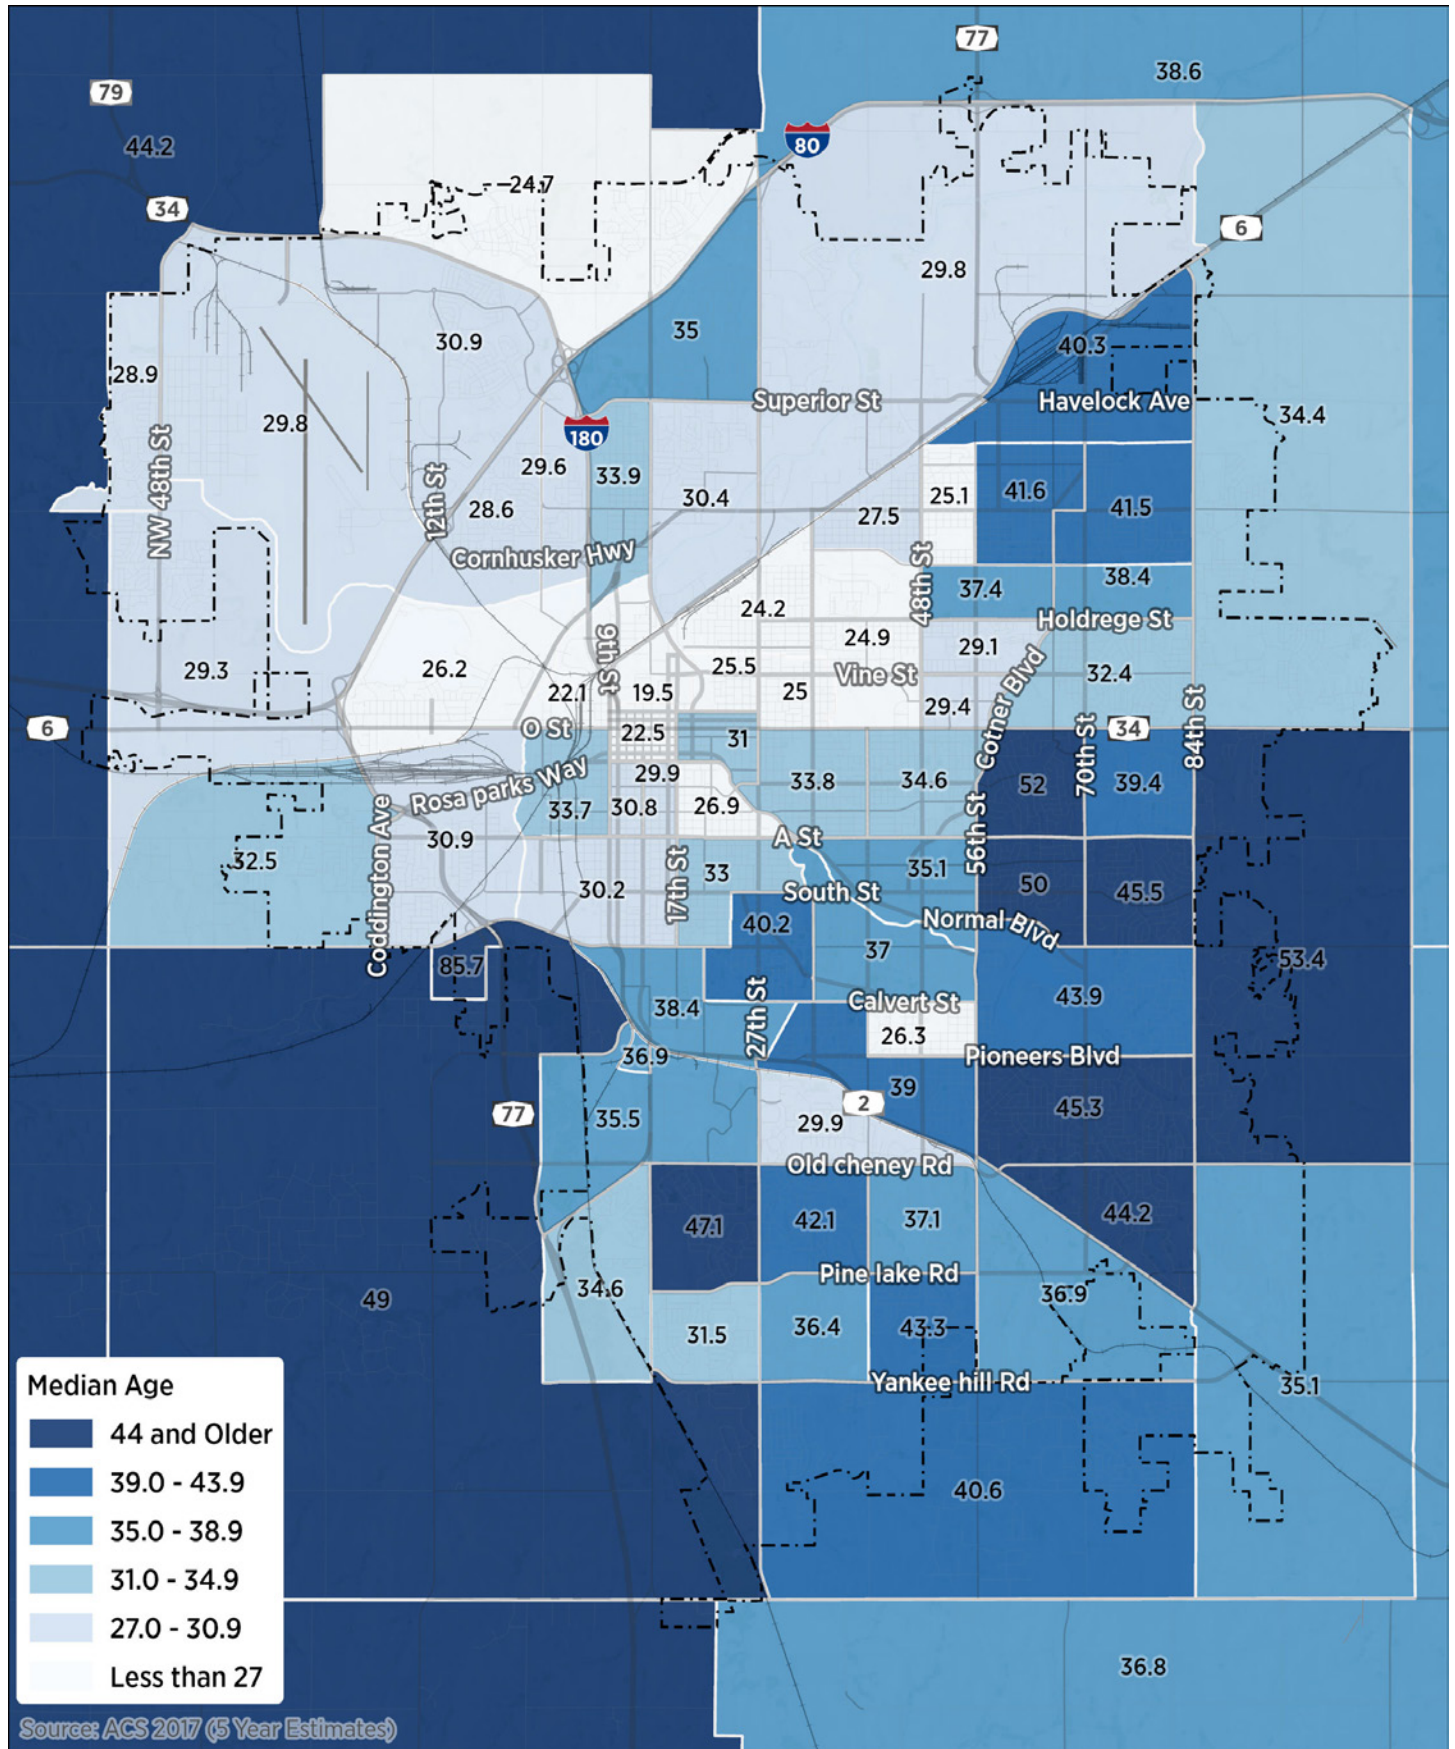 77
38.6
79
80
44.2
24.7
34
6
29.8
35
30.9
40.3
28.9
Superior St
Havelock Ave
34.4
29.8
180
NW 48th St
12th St
29.6
33.9
30.4
25.1
41.6
41.5
28.6
27.5
Cornhusker Hwy
48th St
37.4
38.4
24.2
Holdrege St
24.9
29.1
9th St
29.3
26.2
25.5
Vine St
32.4
22.1
19.5
25
29.4
Cotner Blvd
6
O St
22.5
31
34
70th St
84th St
29.9
33.8
34.6
52
39.4
Rosa parks Way
33.7
30.8
26.9
56th St
Coddington Ave
30.9
A St
32.5
33
35.1
30.2
17th St
South St
50
45.5
40.2
Normal Blvd
85.7
37
53.4
43.9
38.4
27th St
Calvert St
26.3
36.9
Pioneers Blvd
39
2
77
35.5
29.9
45.3
Old cheney Rd
47.1
42.1
37.1
44.2
Pine lake Rd
34.6
36.9
49
31.5
36.4
43.3
Yankee hill Rd
35.1
Median Age
44 and Older
39.0 - 43.9
35.0 - 38.9
31.0 - 34.9
27.0 - 30.9
Less than 27
40.6
36.8
Source: ACS 2017 (5 Year Estimates)